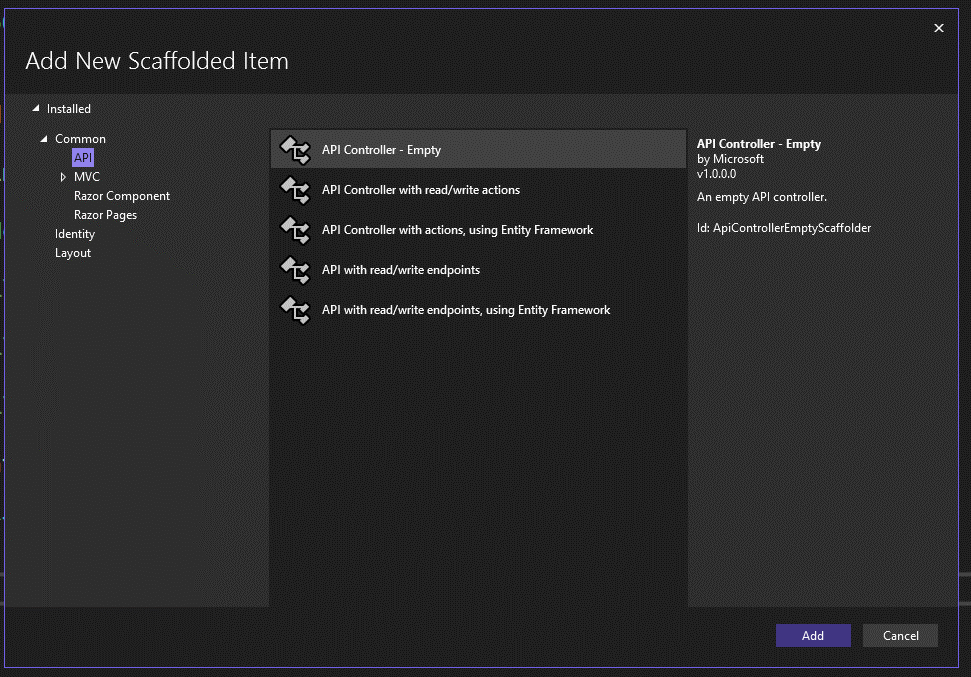 Add New Scaffolded Item
Installed
Common
API
MVC
Razor Component
Razor Pages
Identity
Layout
API Controller - Empty
API Controller with read/write actions
API Controller with actions, using Entity Framework
API with read/write endpoints
API with read/write endpoints, using Entity Framework
API Controller - Empty
by Microsoft
v1.0.0.0
An empty API controller.
Id: ApiControllerEmptyScaffolder
Add
Cancel